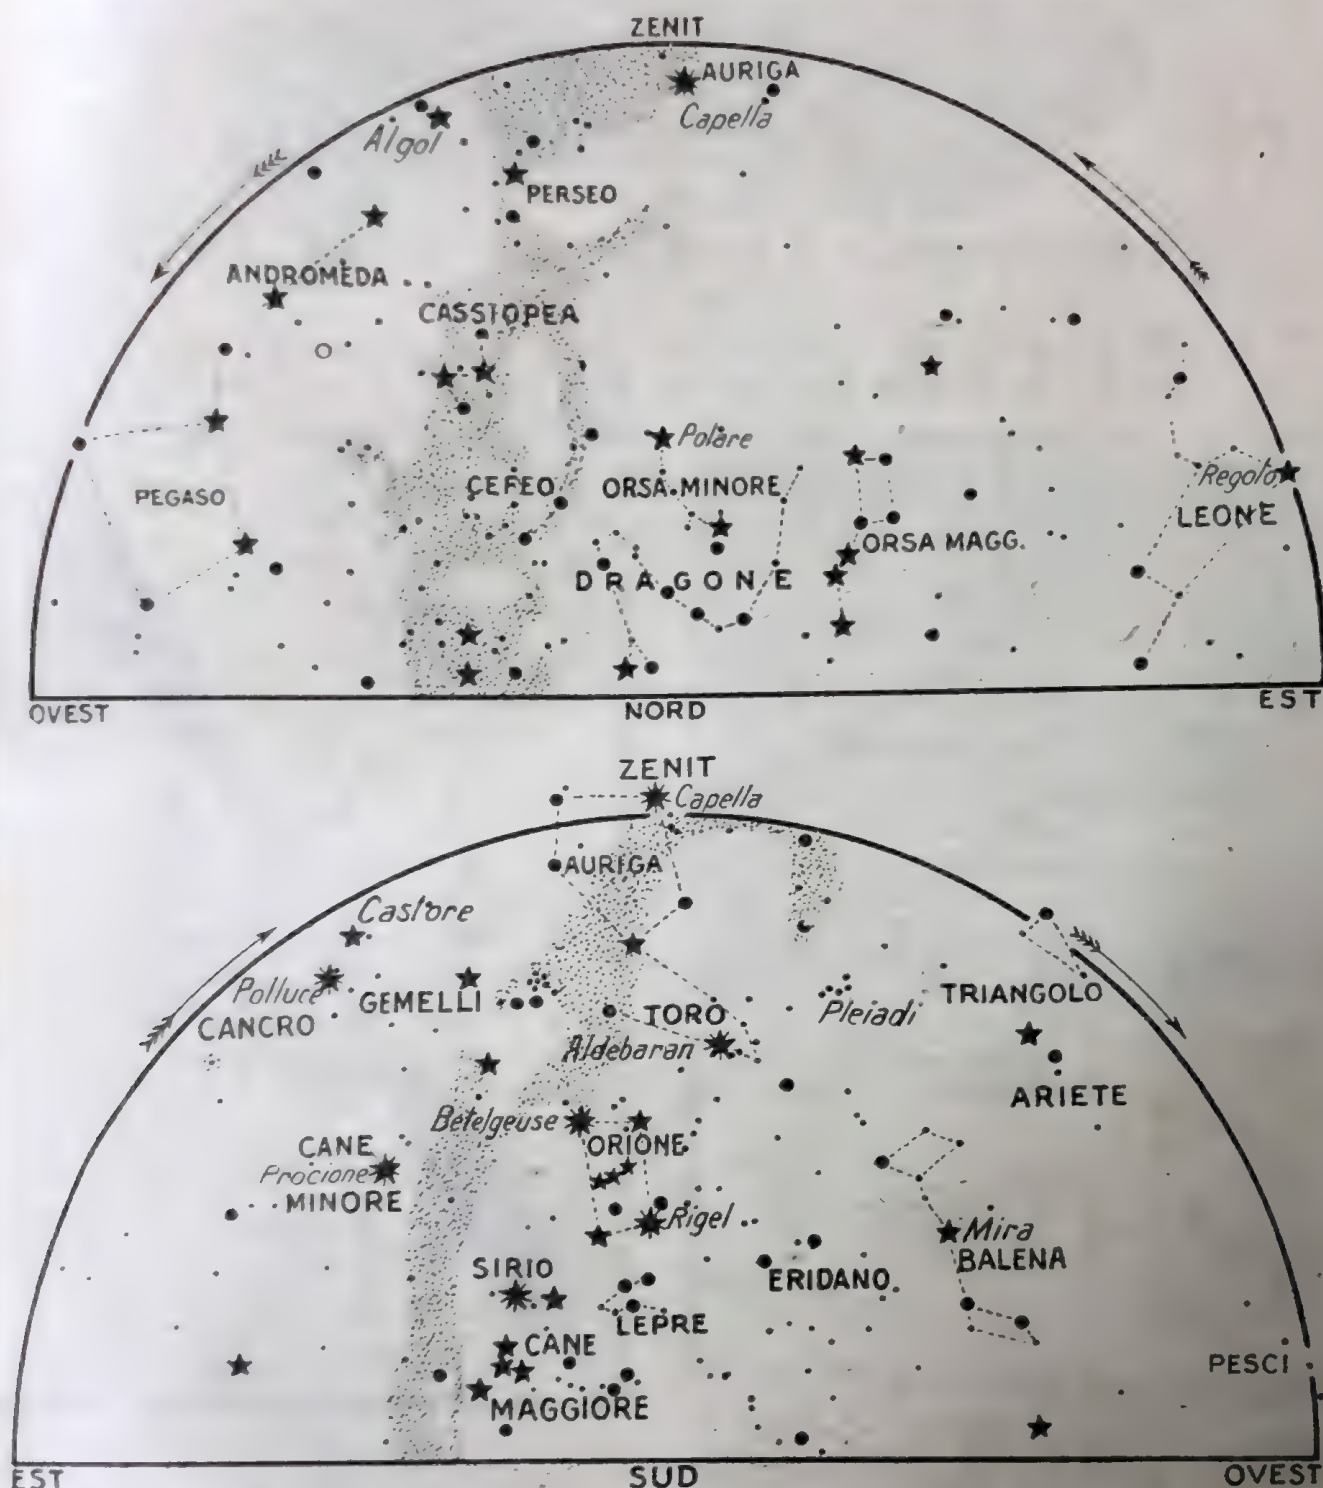 ZENIT
AURIGA
Capella
Algol
PERSEO
ANDROMEDA
CASSIOPEA
Polare
PEGASO
CEFEO
ORSA MINORE
Regolo
LEONE
ORSA MAGG.
DRAGONE
OVEST
NORD
EST
ZENIT
Capella
AURIGA
Castore
Polluce
GEMELLI
CANCRO
TORO
Pleiadi
TRIANGOLO
Aldebaran
ARIETE
Betelgeuse
ORIONE
CANE
Procione
MINORE
Rigel
Mira
BALENA
SIRIO
ERIDANO
LEPRE
CANE
MAGGIORE
PESCI
EST
SUD
OVEST